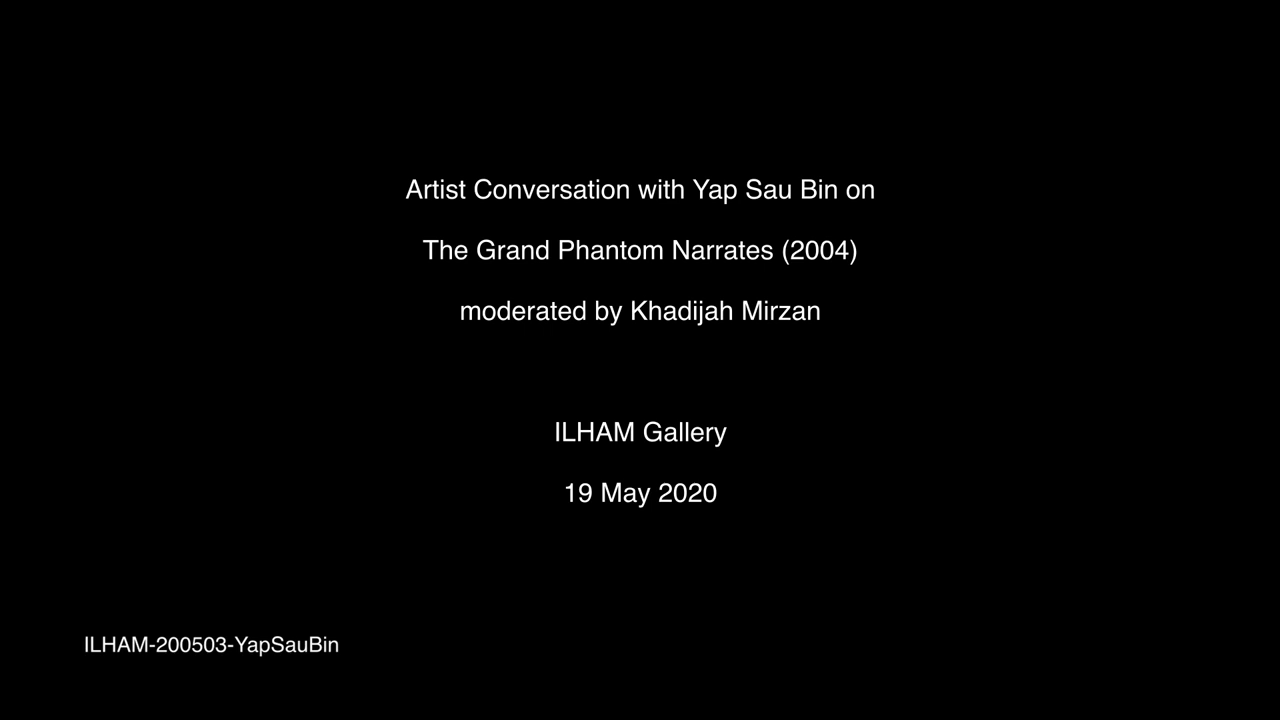 Artist Conversation with Yap Sau Bin on
The Grand Phantom Narrates (2004)
moderated by Khadijah Mirzan
ILHAM Gallery
19 May 2020
ILHAM-200503-YapSauBin